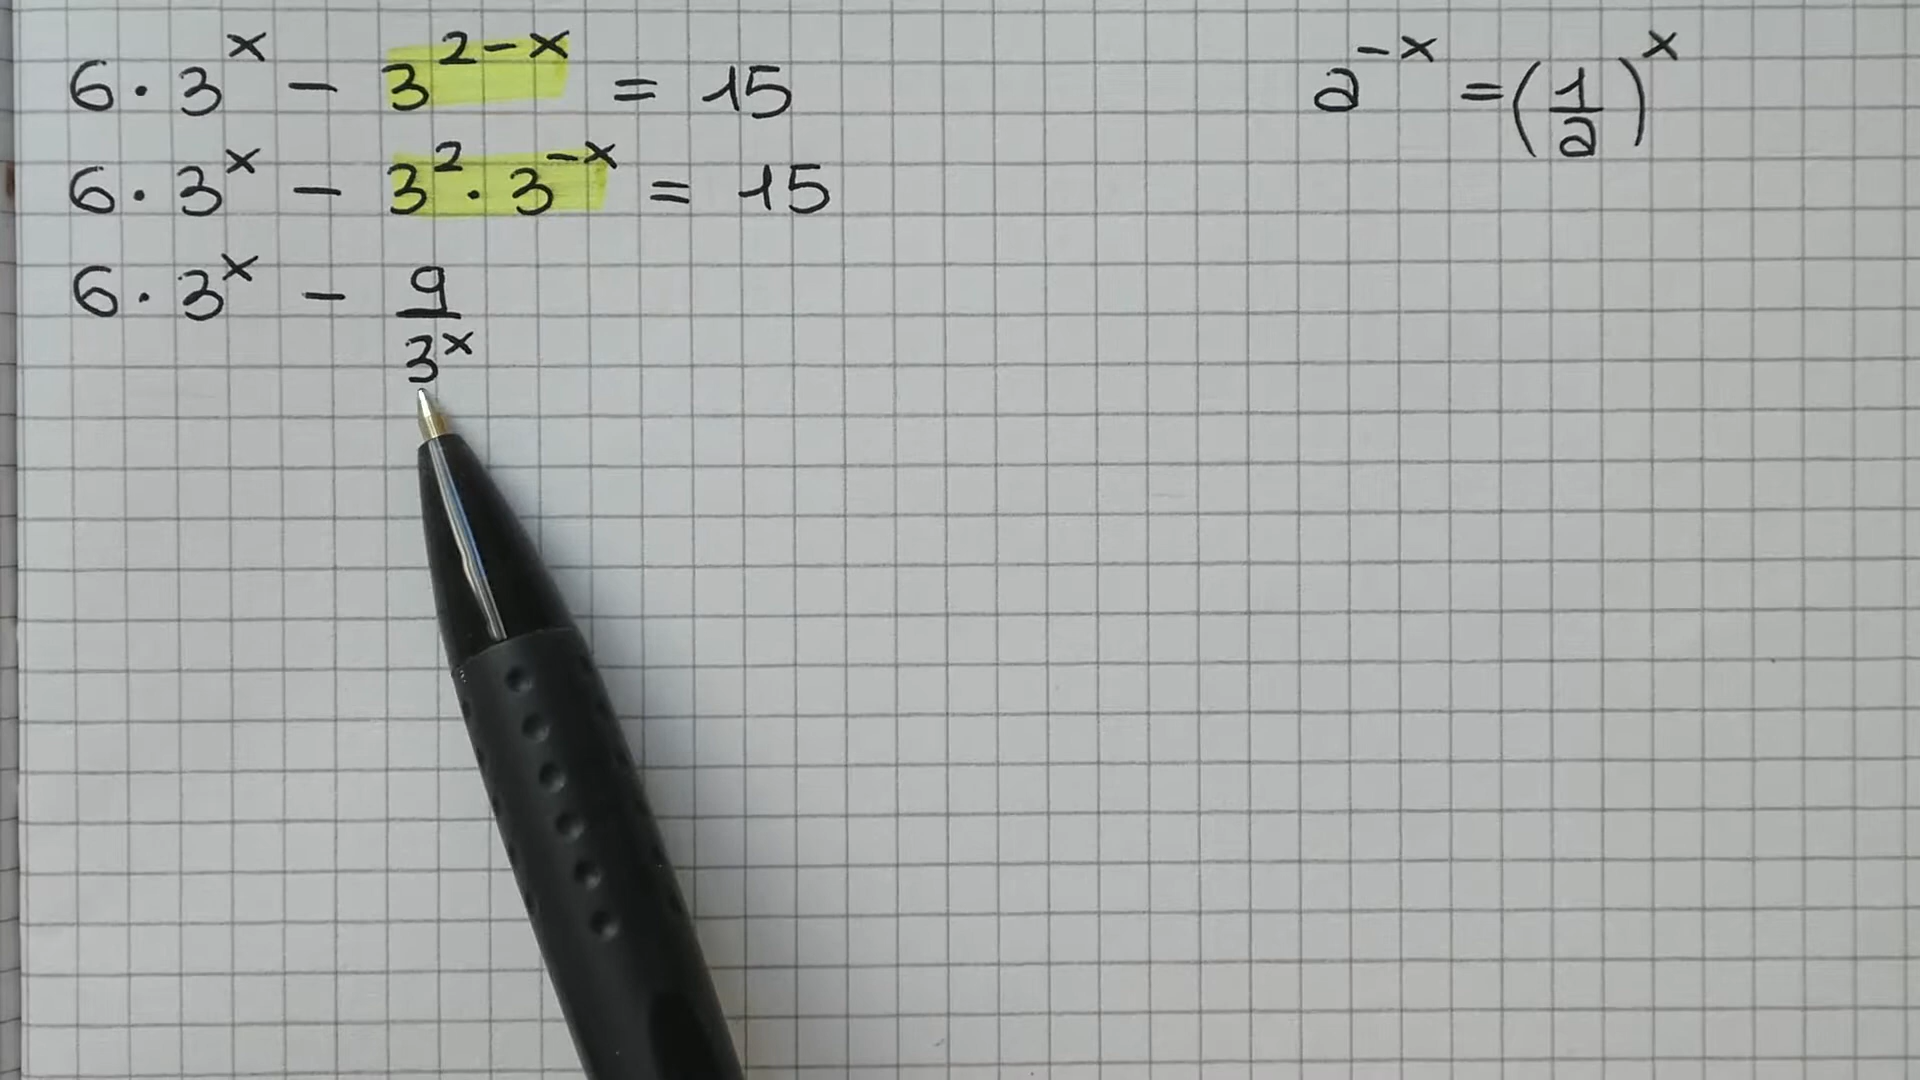 6 · 3^x - 3^{2-x} = 15
a^{-x} = (1/a)^x
6 · 3^x - 3^2 · 3^{-x} = 15
6 · 3^x - 9/3^x